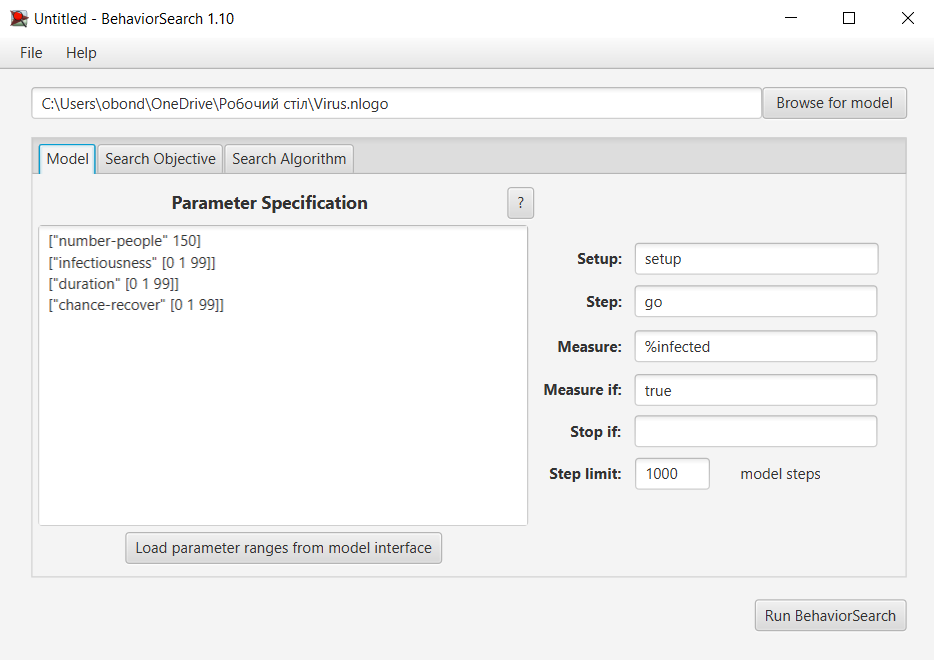 Untitled - BehaviorSearch 1.10
File Help
C:\Users\obond\OneDrive\Робочий стіл\Virus.nlogo
Browse for model
Model Search Objective Search Algorithm
Parameter Specification
?
["number-people" 150]
["infectiousness" [0 1 99]]
["duration" [0 1 99]]
["chance-recover" [0 1 99]]
Load parameter ranges from model interface
Setup: setup
Step: go
Measure: %infected
Measure if: true
Stop if:
Step limit: 1000 model steps
Run BehaviorSearch